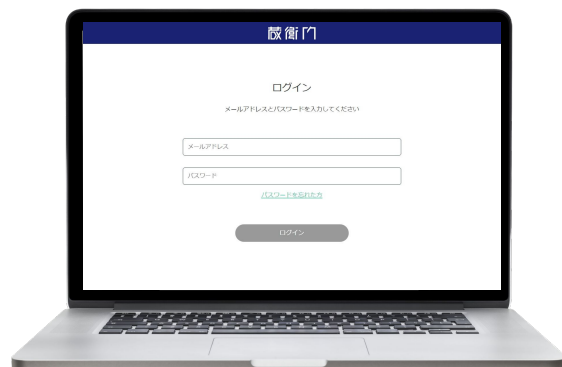 蔵衛門
ログイン
メールアドレスとパスワードを入力してください
メールアドレス
パスワード
パスワードを忘れた方
ログイン